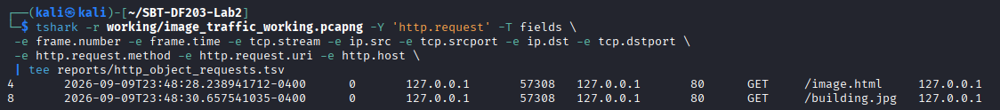 ┌──(kali㉿kali)-[~/SBT-DF203-Lab2]
└─$ tshark -r working/image_traffic_working.pcapng -Y 'http.request' -T fields \
-e frame.number -e frame.time -e tcp.stream -e ip.src -e tcp.srcport -e ip.dst -e tcp.dstport \
-e http.request.method -e http.request.uri -e http.host \
| tee reports/http_object_requests.tsv
4 2026-09-09T23:48:28.238941712-0400 0 127.0.0.1 57308 127.0.0.1 80 GET /image.html 127.0.0.1
8 2026-09-09T23:48:30.657541035-0400 0 127.0.0.1 57308 127.0.0.1 80 GET /building.jpg 127.0.0.1